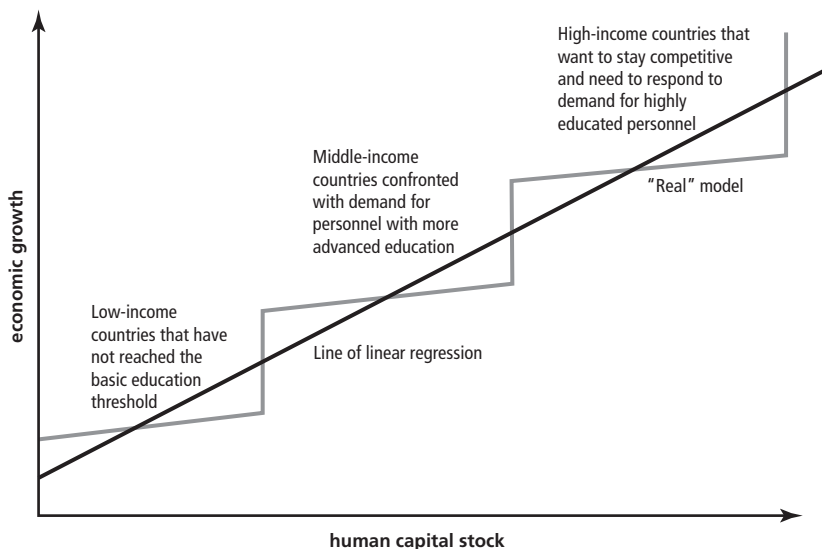 High-income countries that
want to stay competitive
and need to respond to
demand for highly
educated personnel
Middle-income
countries confronted
with demand for
personnel with more
advanced education
"Real" model
economic growth
Low-income
countries that have
not reached the
basic education
threshold
Line of linear regression
human capital stock